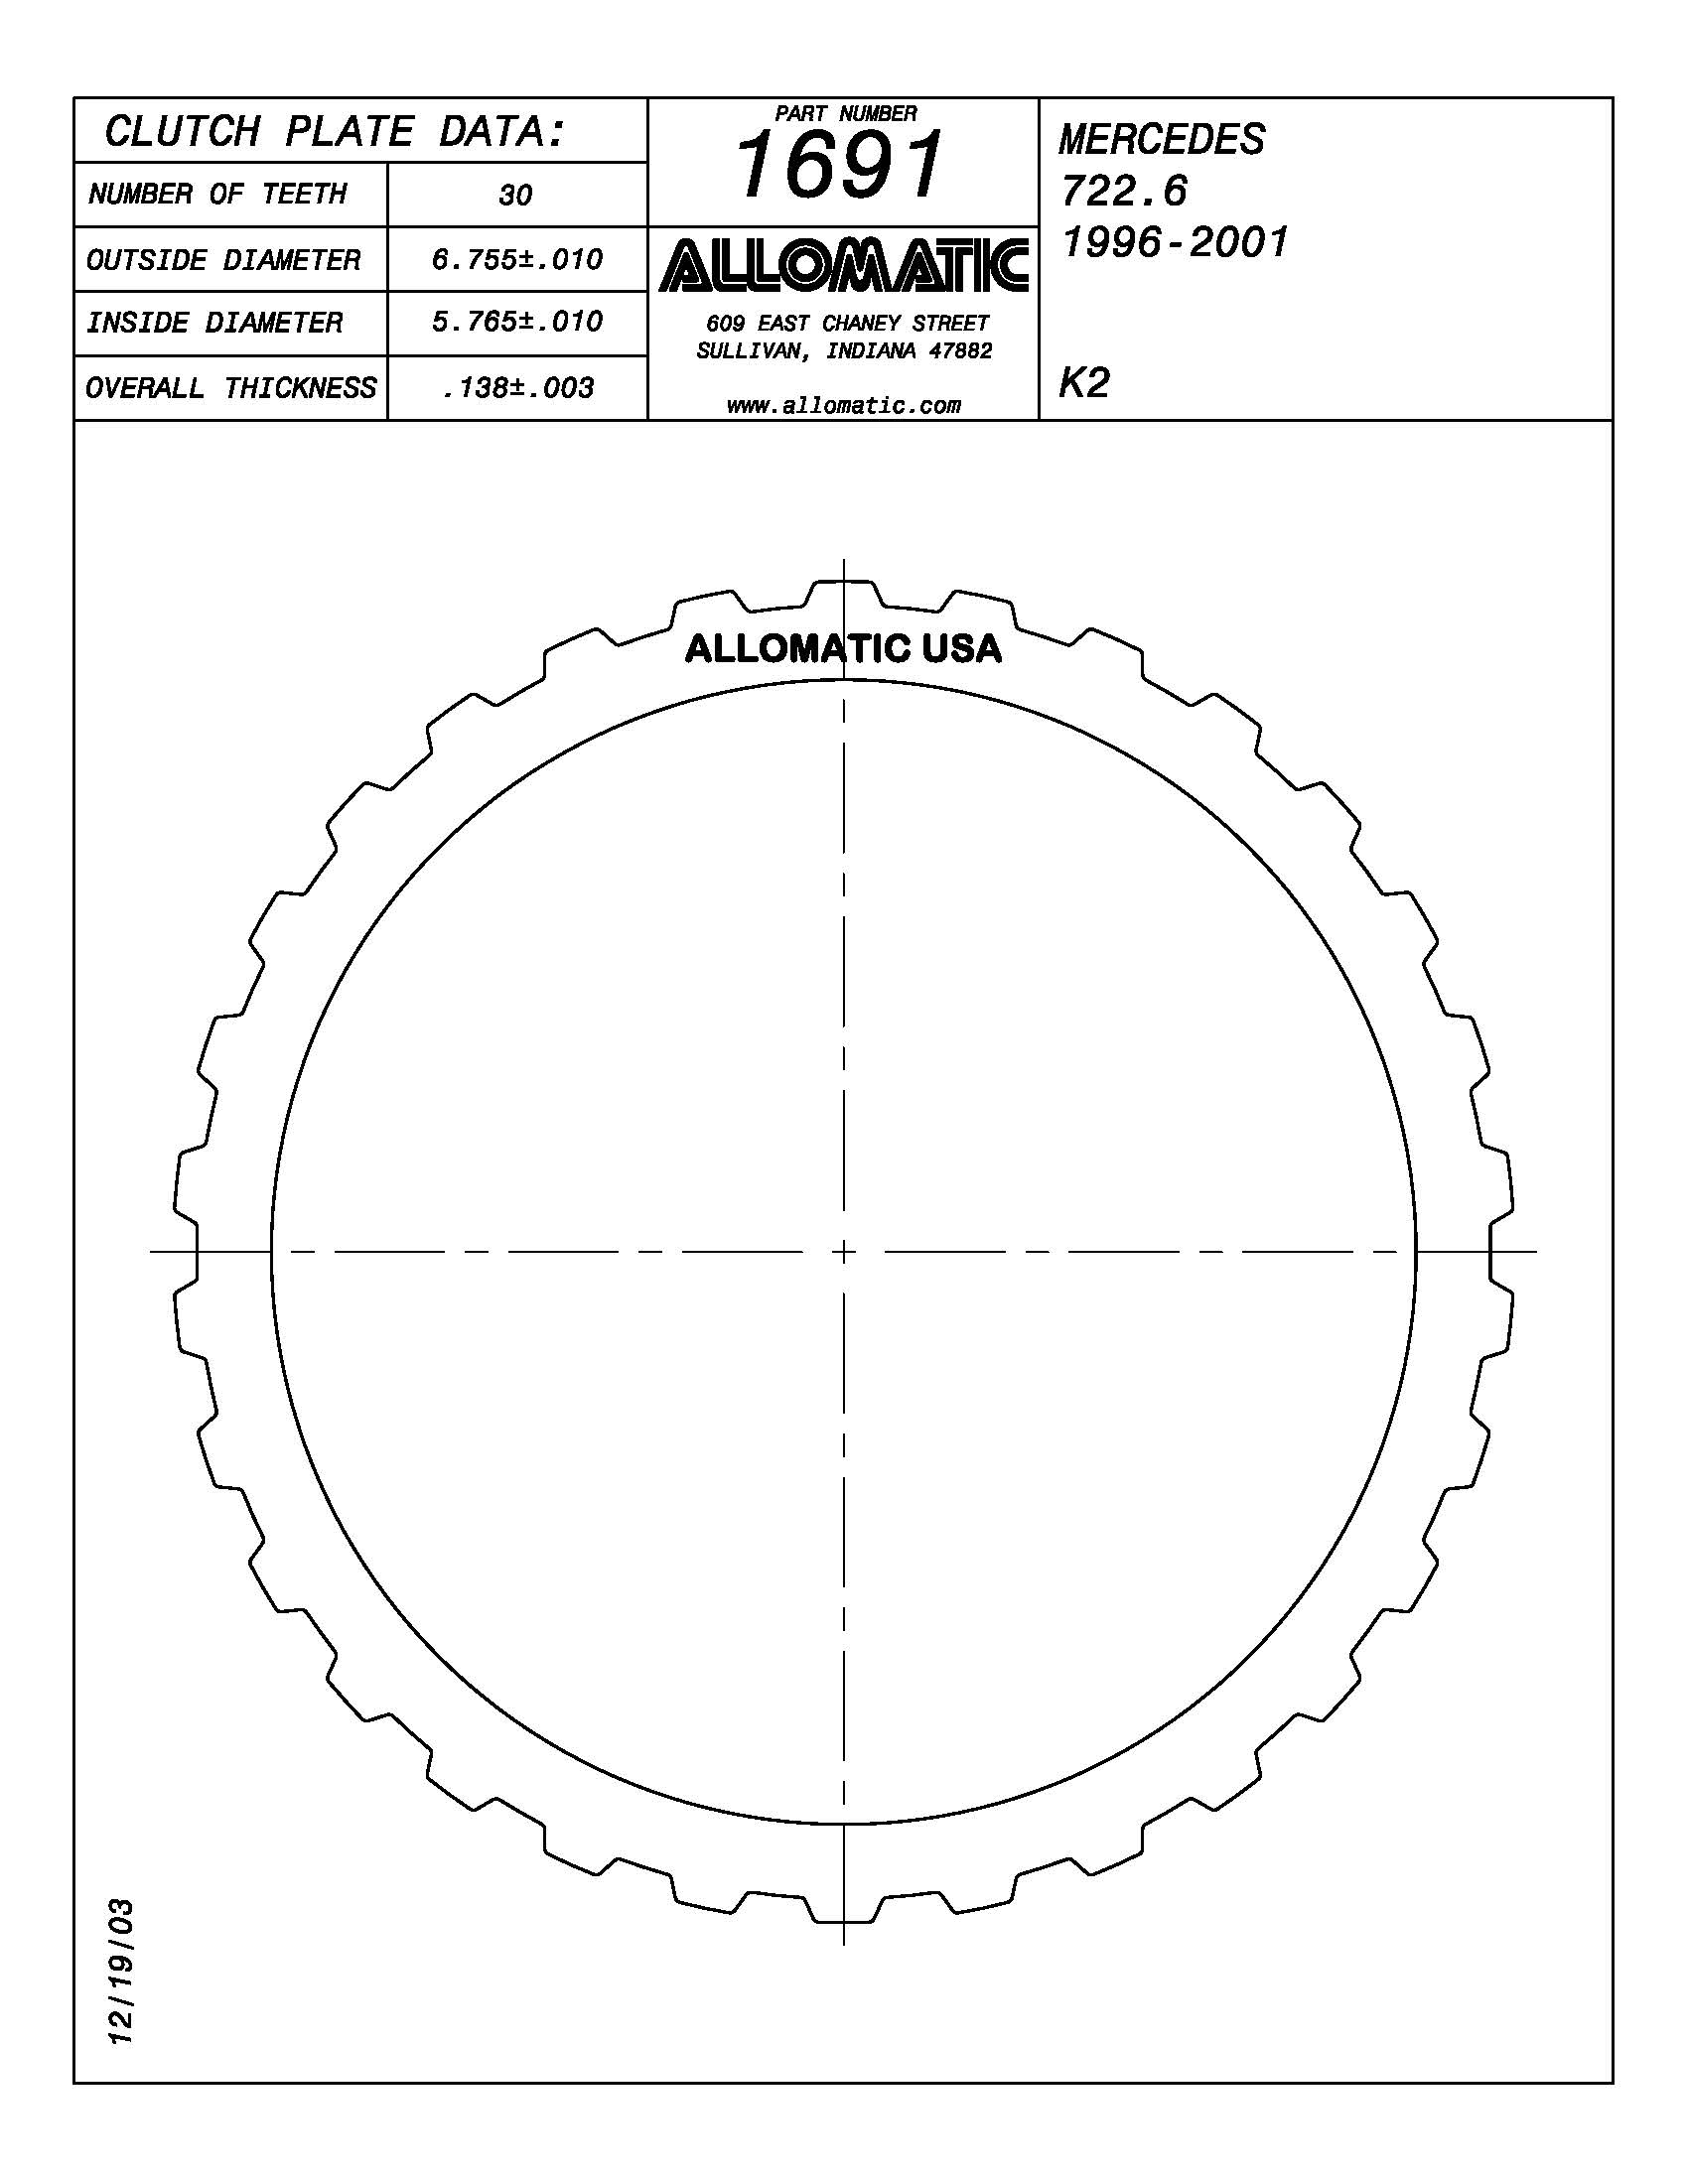 CLUTCH PLATE DATA:
NUMBER OF TEETH 30
OUTSIDE DIAMETER 6.755±.010
INSIDE DIAMETER 5.765±.010
OVERALL THICKNESS .138±.003
PART NUMBER
1691
ALLOMATIC
609 EAST CHANEY STREET
SULLIVAN, INDIANA 47882
www.allomatic.com
MERCEDES
722.6
1996-2001
K2
ALLOMATIC USA
12/19/03